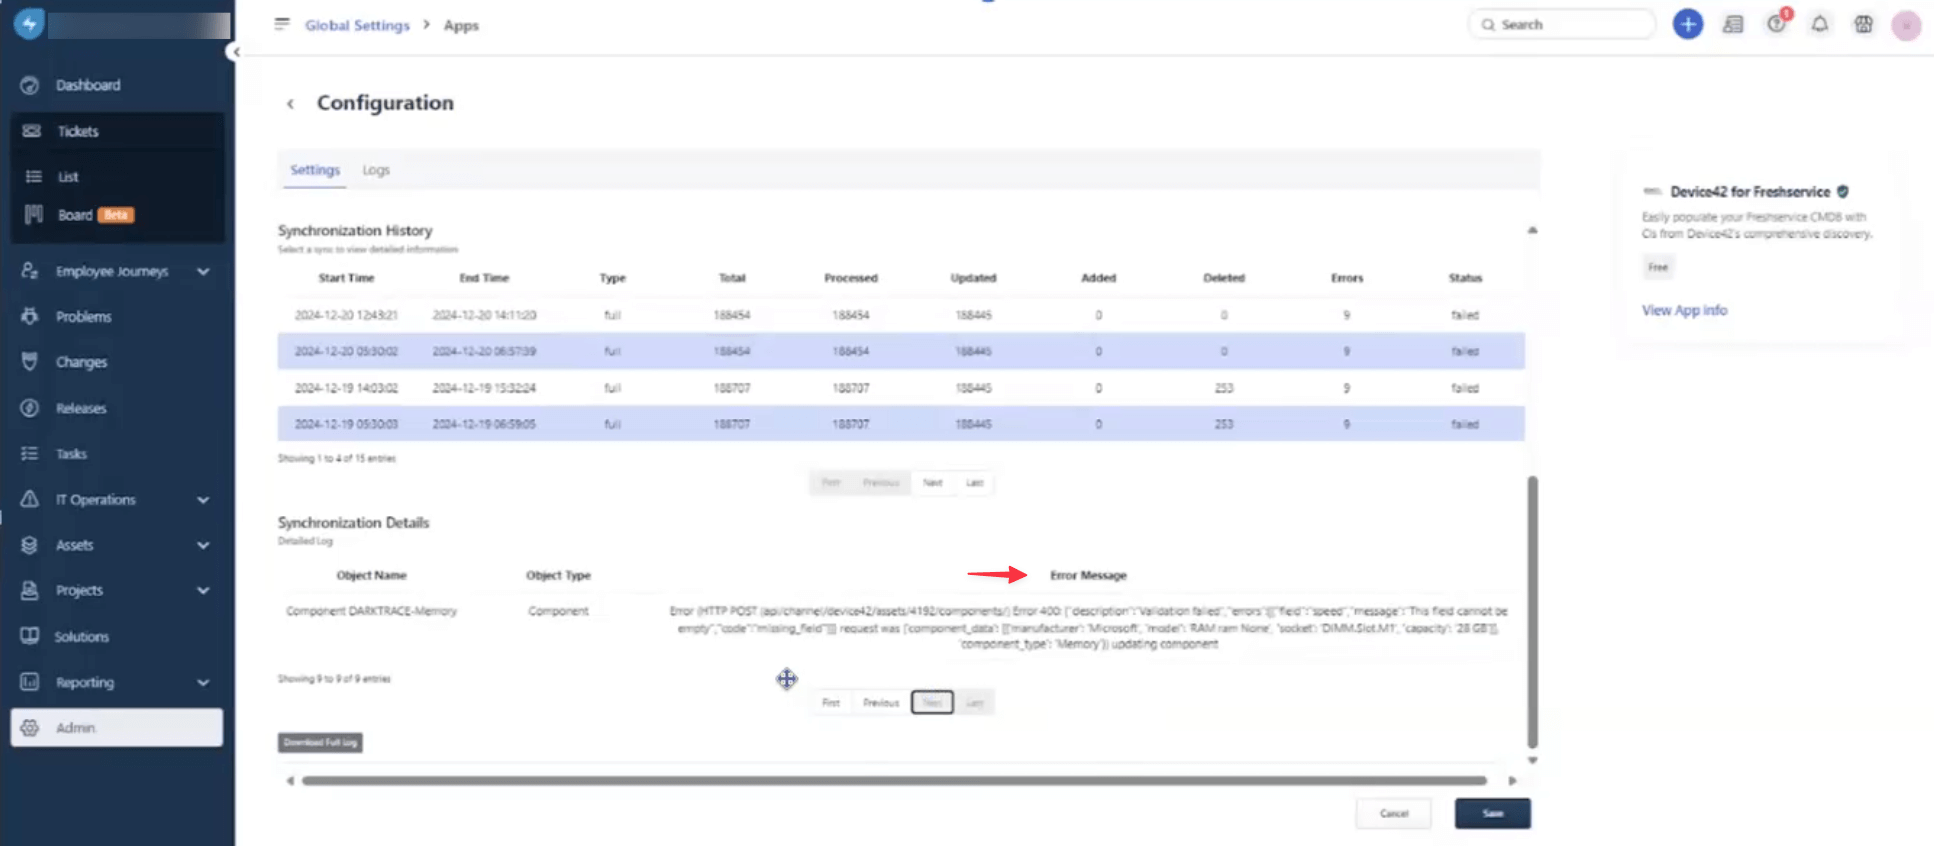 Global Settings > Apps
Search
1
Dashboard
Tickets
List
Board Beta
Employee Journeys
Problems
Changes
Releases
Tasks
IT Operations
Assets
Projects
Solutions
Reporting
Admin
Configuration
Settings Logs
Synchronization History
Select a sync to view detailed information
Start Time End Time Type Total Processed Updated Added Deleted Errors Status
2024-12-20 12:43:21 2024-12-20 14:11:20 full 188454 188454 188445 0 0 9 failed
2024-12-20 05:30:02 2024-12-20 06:57:39 full 188454 188454 188445 0 0 9 failed
2024-12-19 14:03:02 2024-12-19 15:32:24 full 188707 188707 188445 0 253 9 failed
2024-12-19 05:30:03 2024-12-19 06:59:05 full 188707 188707 188445 0 253 9 failed
Showing 1 to 4 of 15 entries
First Previous Next Last
Synchronization Details
Detailed Log
Object Name Object Type Error Message
Component DARKTRACE-Memory Component Error (HTTP POST (api/channel/device42/assets/4192/components/) Error 400: {"description":"Validation failed","errors":[{"field":"speed","message":"This field cannot be
empty","code":"missing_field"}]} request was {'component_data': [{'manufacturer': 'Microsoft', 'model': 'RAM ram None', 'socket': 'DIMM.Slot.M1', 'capacity': '28 GB'}],
'component_type': 'Memory'}) updating component
Showing 9 to 9 of 9 entries
First Previous Next Last
Download Full Log
Cancel Save
Device42 for Freshservice
Easily populate your Freshservice CMDB with
CIs from Device42's comprehensive discovery.
Free
View App Info